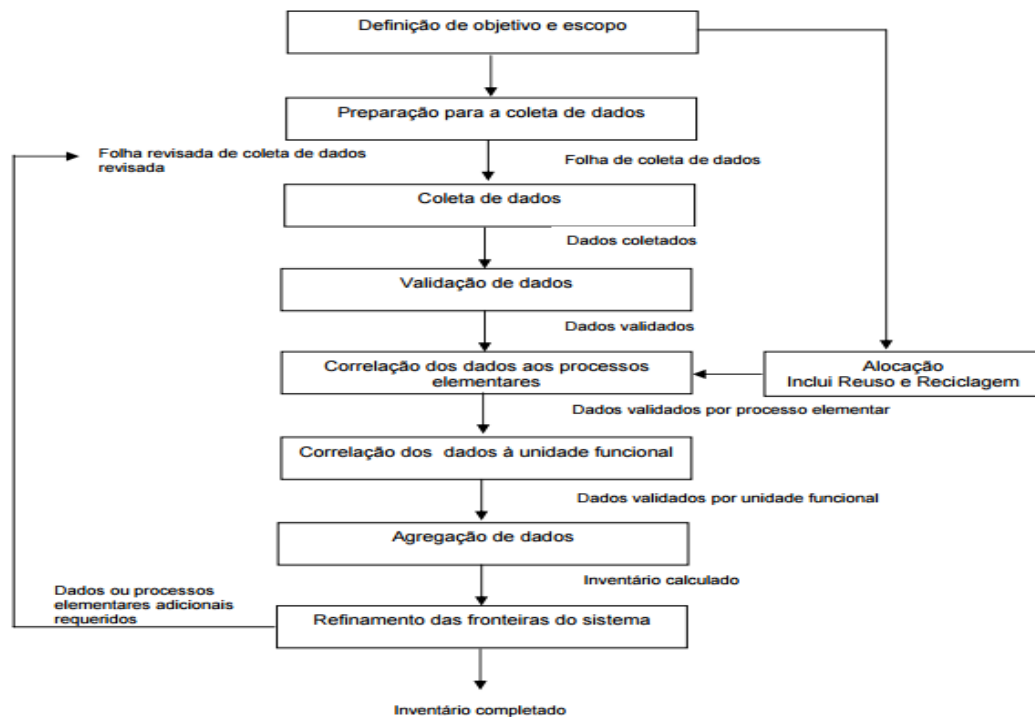 Definição de objetivo e escopo
Preparação para a coleta de dados
Folha revisada de coleta de dados
revisada
Folha de coleta de dados
Coleta de dados
Dados coletados
Validação de dados
Dados validados
Correlação dos dados aos processos
elementares
Alocação
Inclui Reuso e Reciclagem
Dados validados por processo elementar
Correlação dos  dados à unidade funcional
Dados validados por unidade funcional
Agregação de dados
Inventário calculado
Dados ou processos
elementares adicionais
requeridos
Refinamento das fronteiras do sistema
Inventário completado